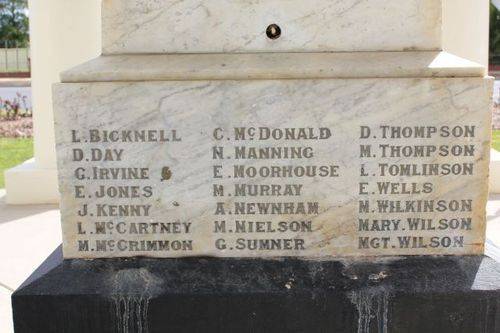 L. BICKNELL
D. DAY
G. IRVINE
E. JONES
J. KENNY
L. McCARTNEY
M. McCRIMMON
C. McDONALD
N. MANNING
E. MOORHOUSE
M. MURRAY
A. NEWNHAM
M. NIELSON
G. SUMNER
D. THOMPSON
M. THOMPSON
L. TOMLINSON
E. WELLS
M. WILKINSON
MARY. WILSON
MGT. WILSON